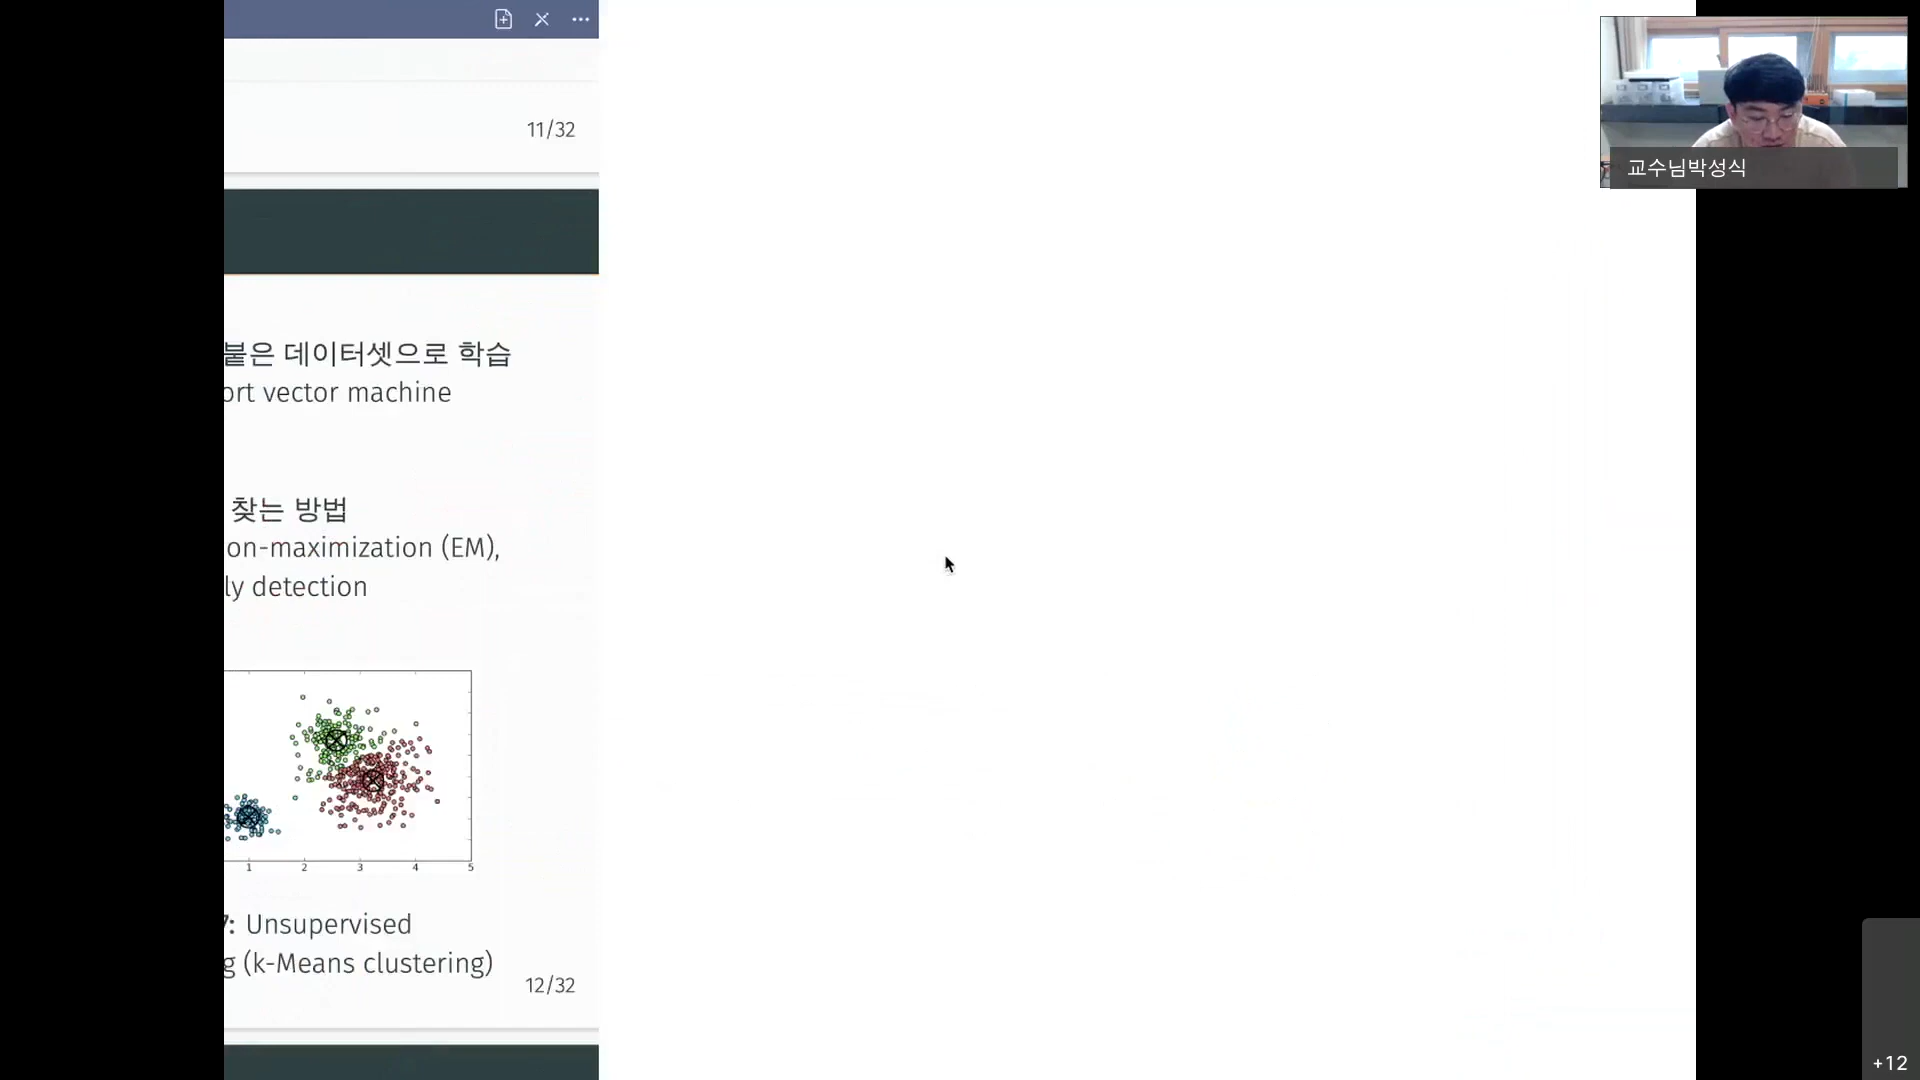 11/32
교수님박성식
붙은 데이터셋으로 학습
ort vector machine
찾는 방법
on-maximization (EM),
ly detection
1 2 3 4 5
7: Unsupervised
g (k-Means clustering)
12/32
+12